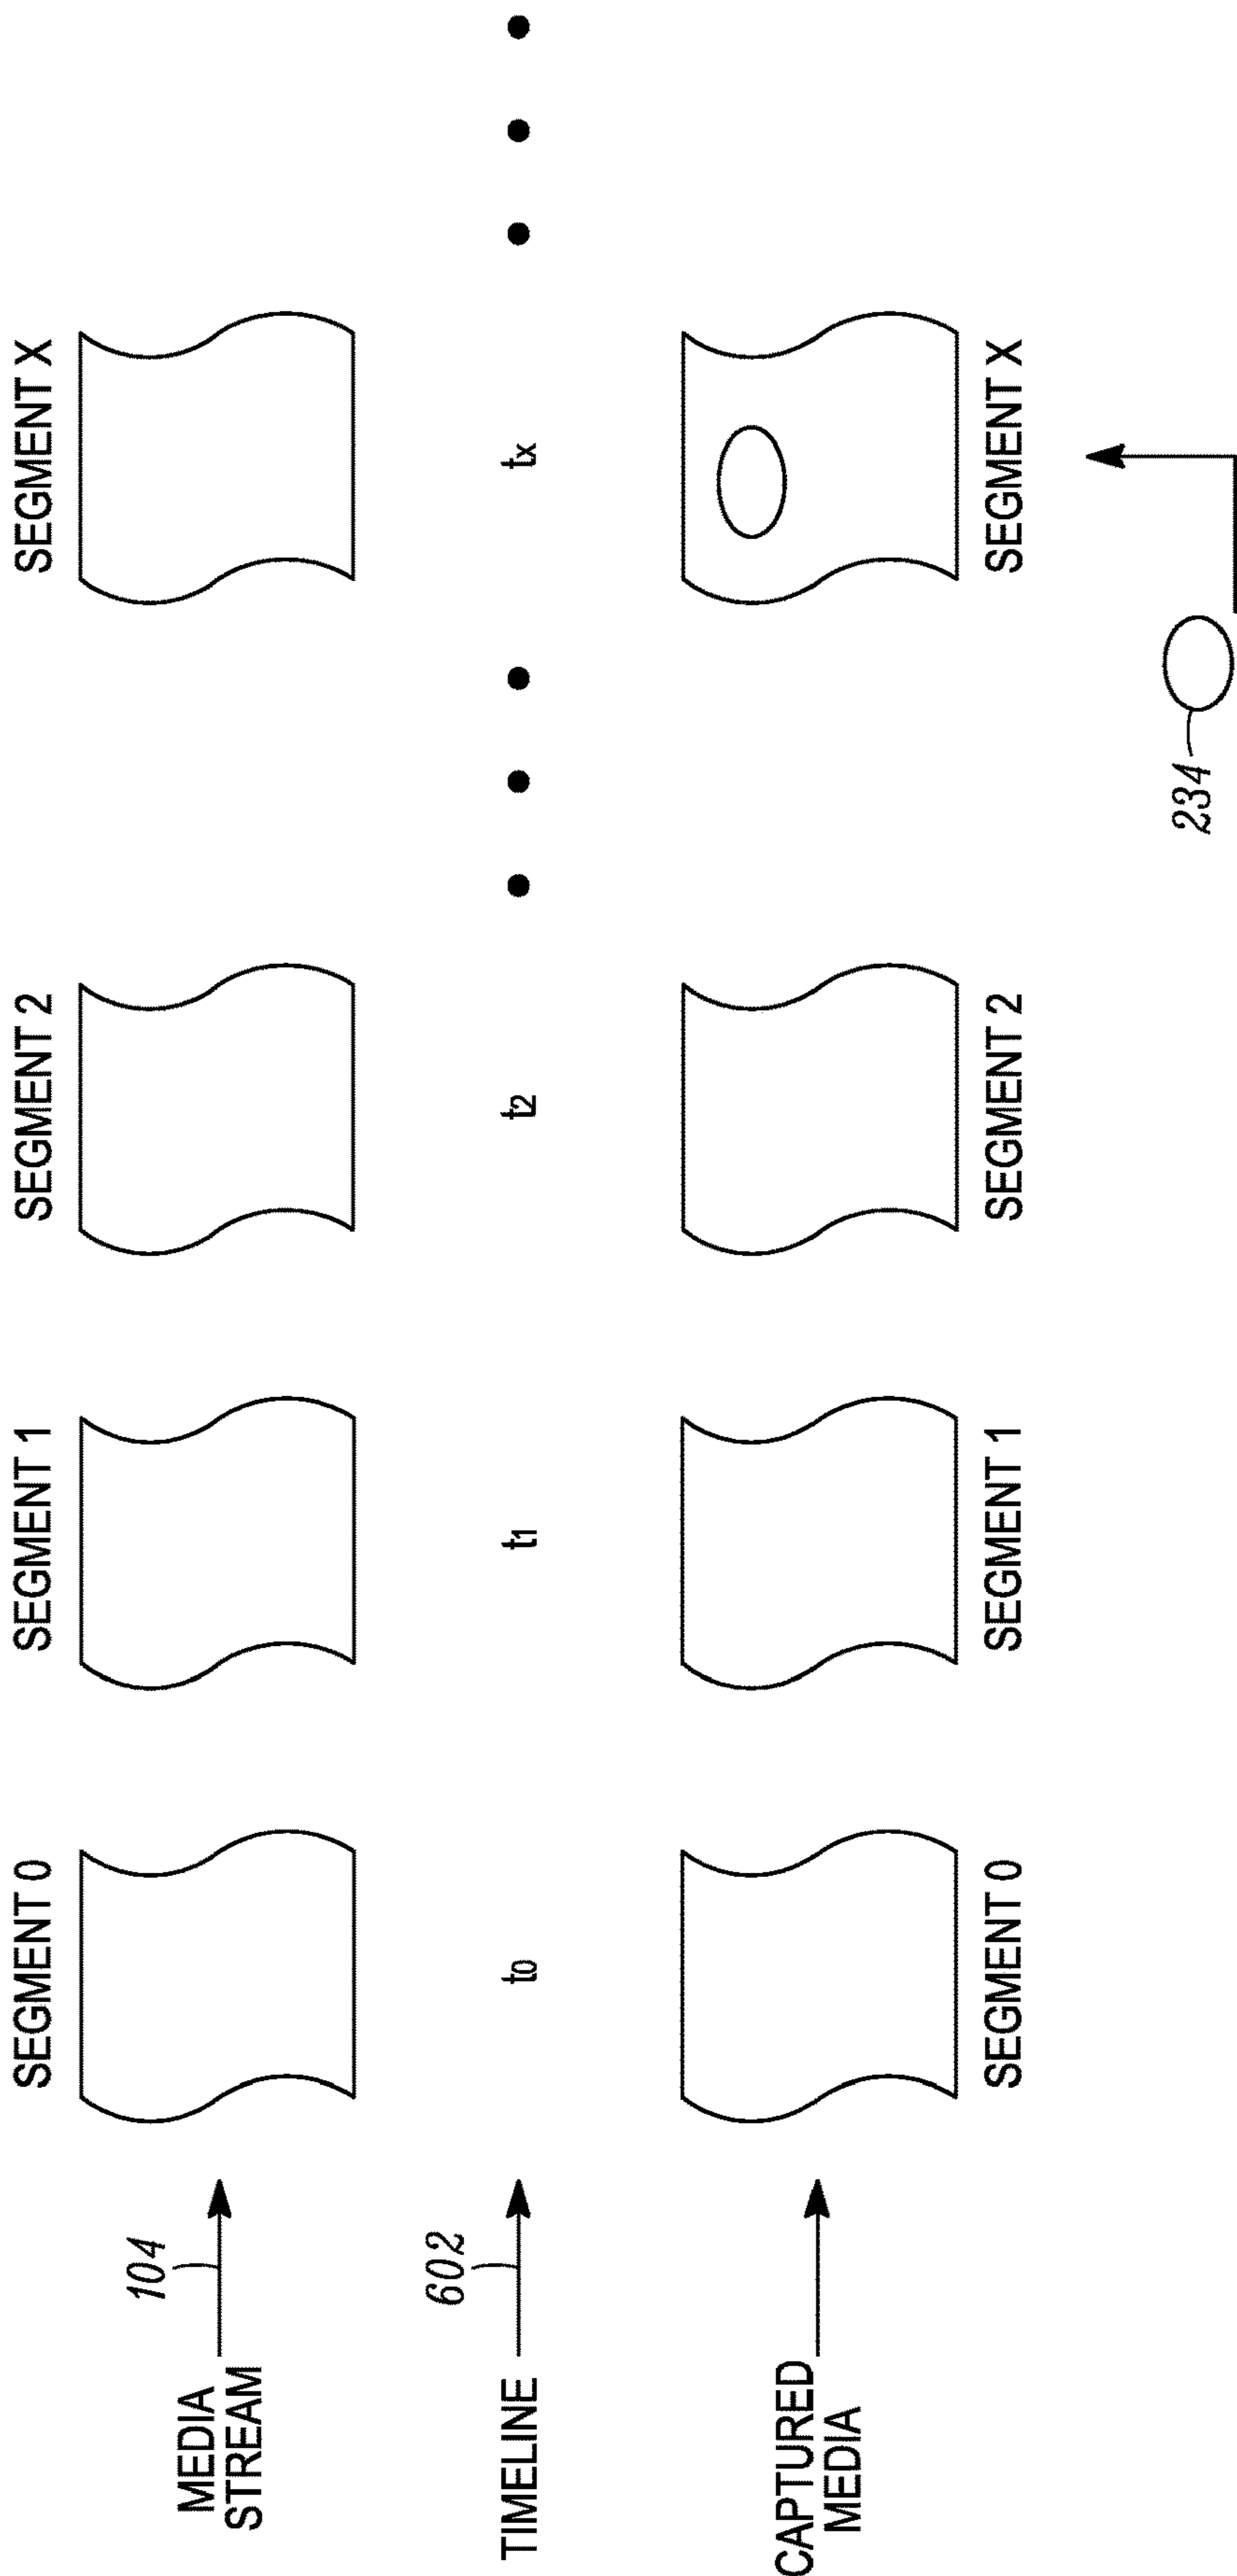 SEGMENT 0
SEGMENT 1
SEGMENT 2
SEGMENT X
104
MEDIA
STREAM
602
TIMELINE
t0
t1
t2
tx
CAPTURED
MEDIA
SEGMENT 0
SEGMENT 1
SEGMENT 2
SEGMENT X
234